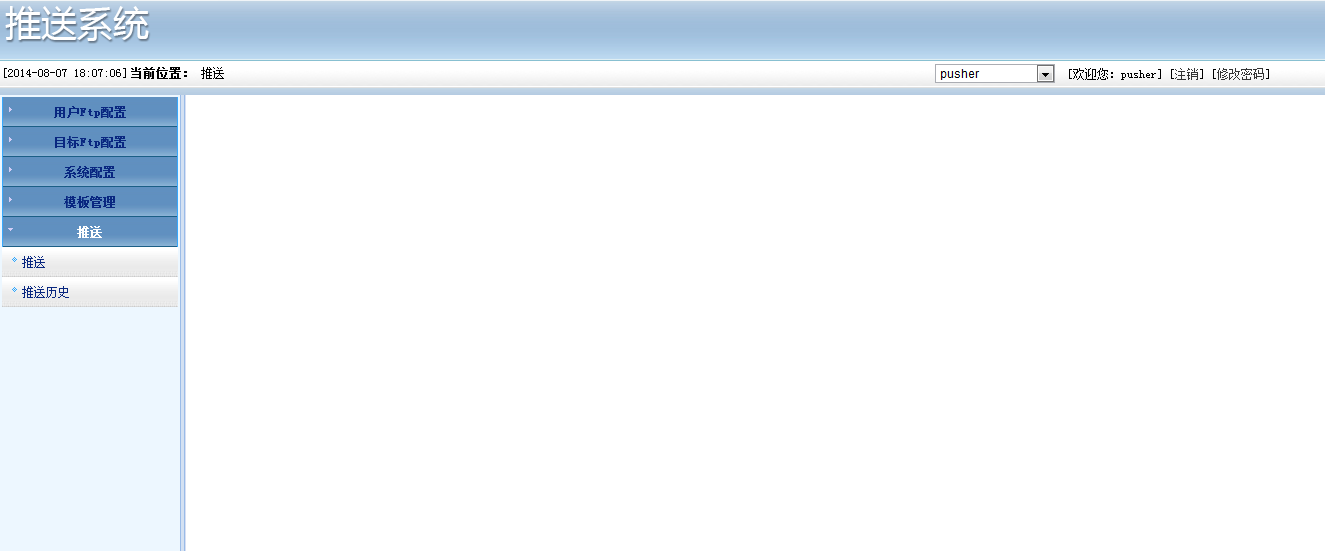 推送系统
[2014-08-07 18:07:06] 当前位置： 推送 pusher [欢迎您：pusher] [注销] [修改密码]
用户Ftp配置
目标Ftp配置
系统配置
模板管理
推送
推送
推送历史